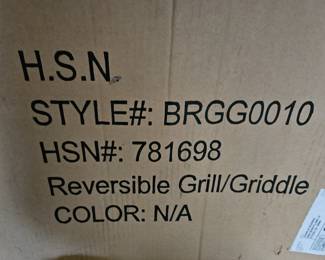 H.S.N.
STYLE#: BRGG0010
HSN#: 781698
Reversible Grill/Griddle
COLOR: N/A